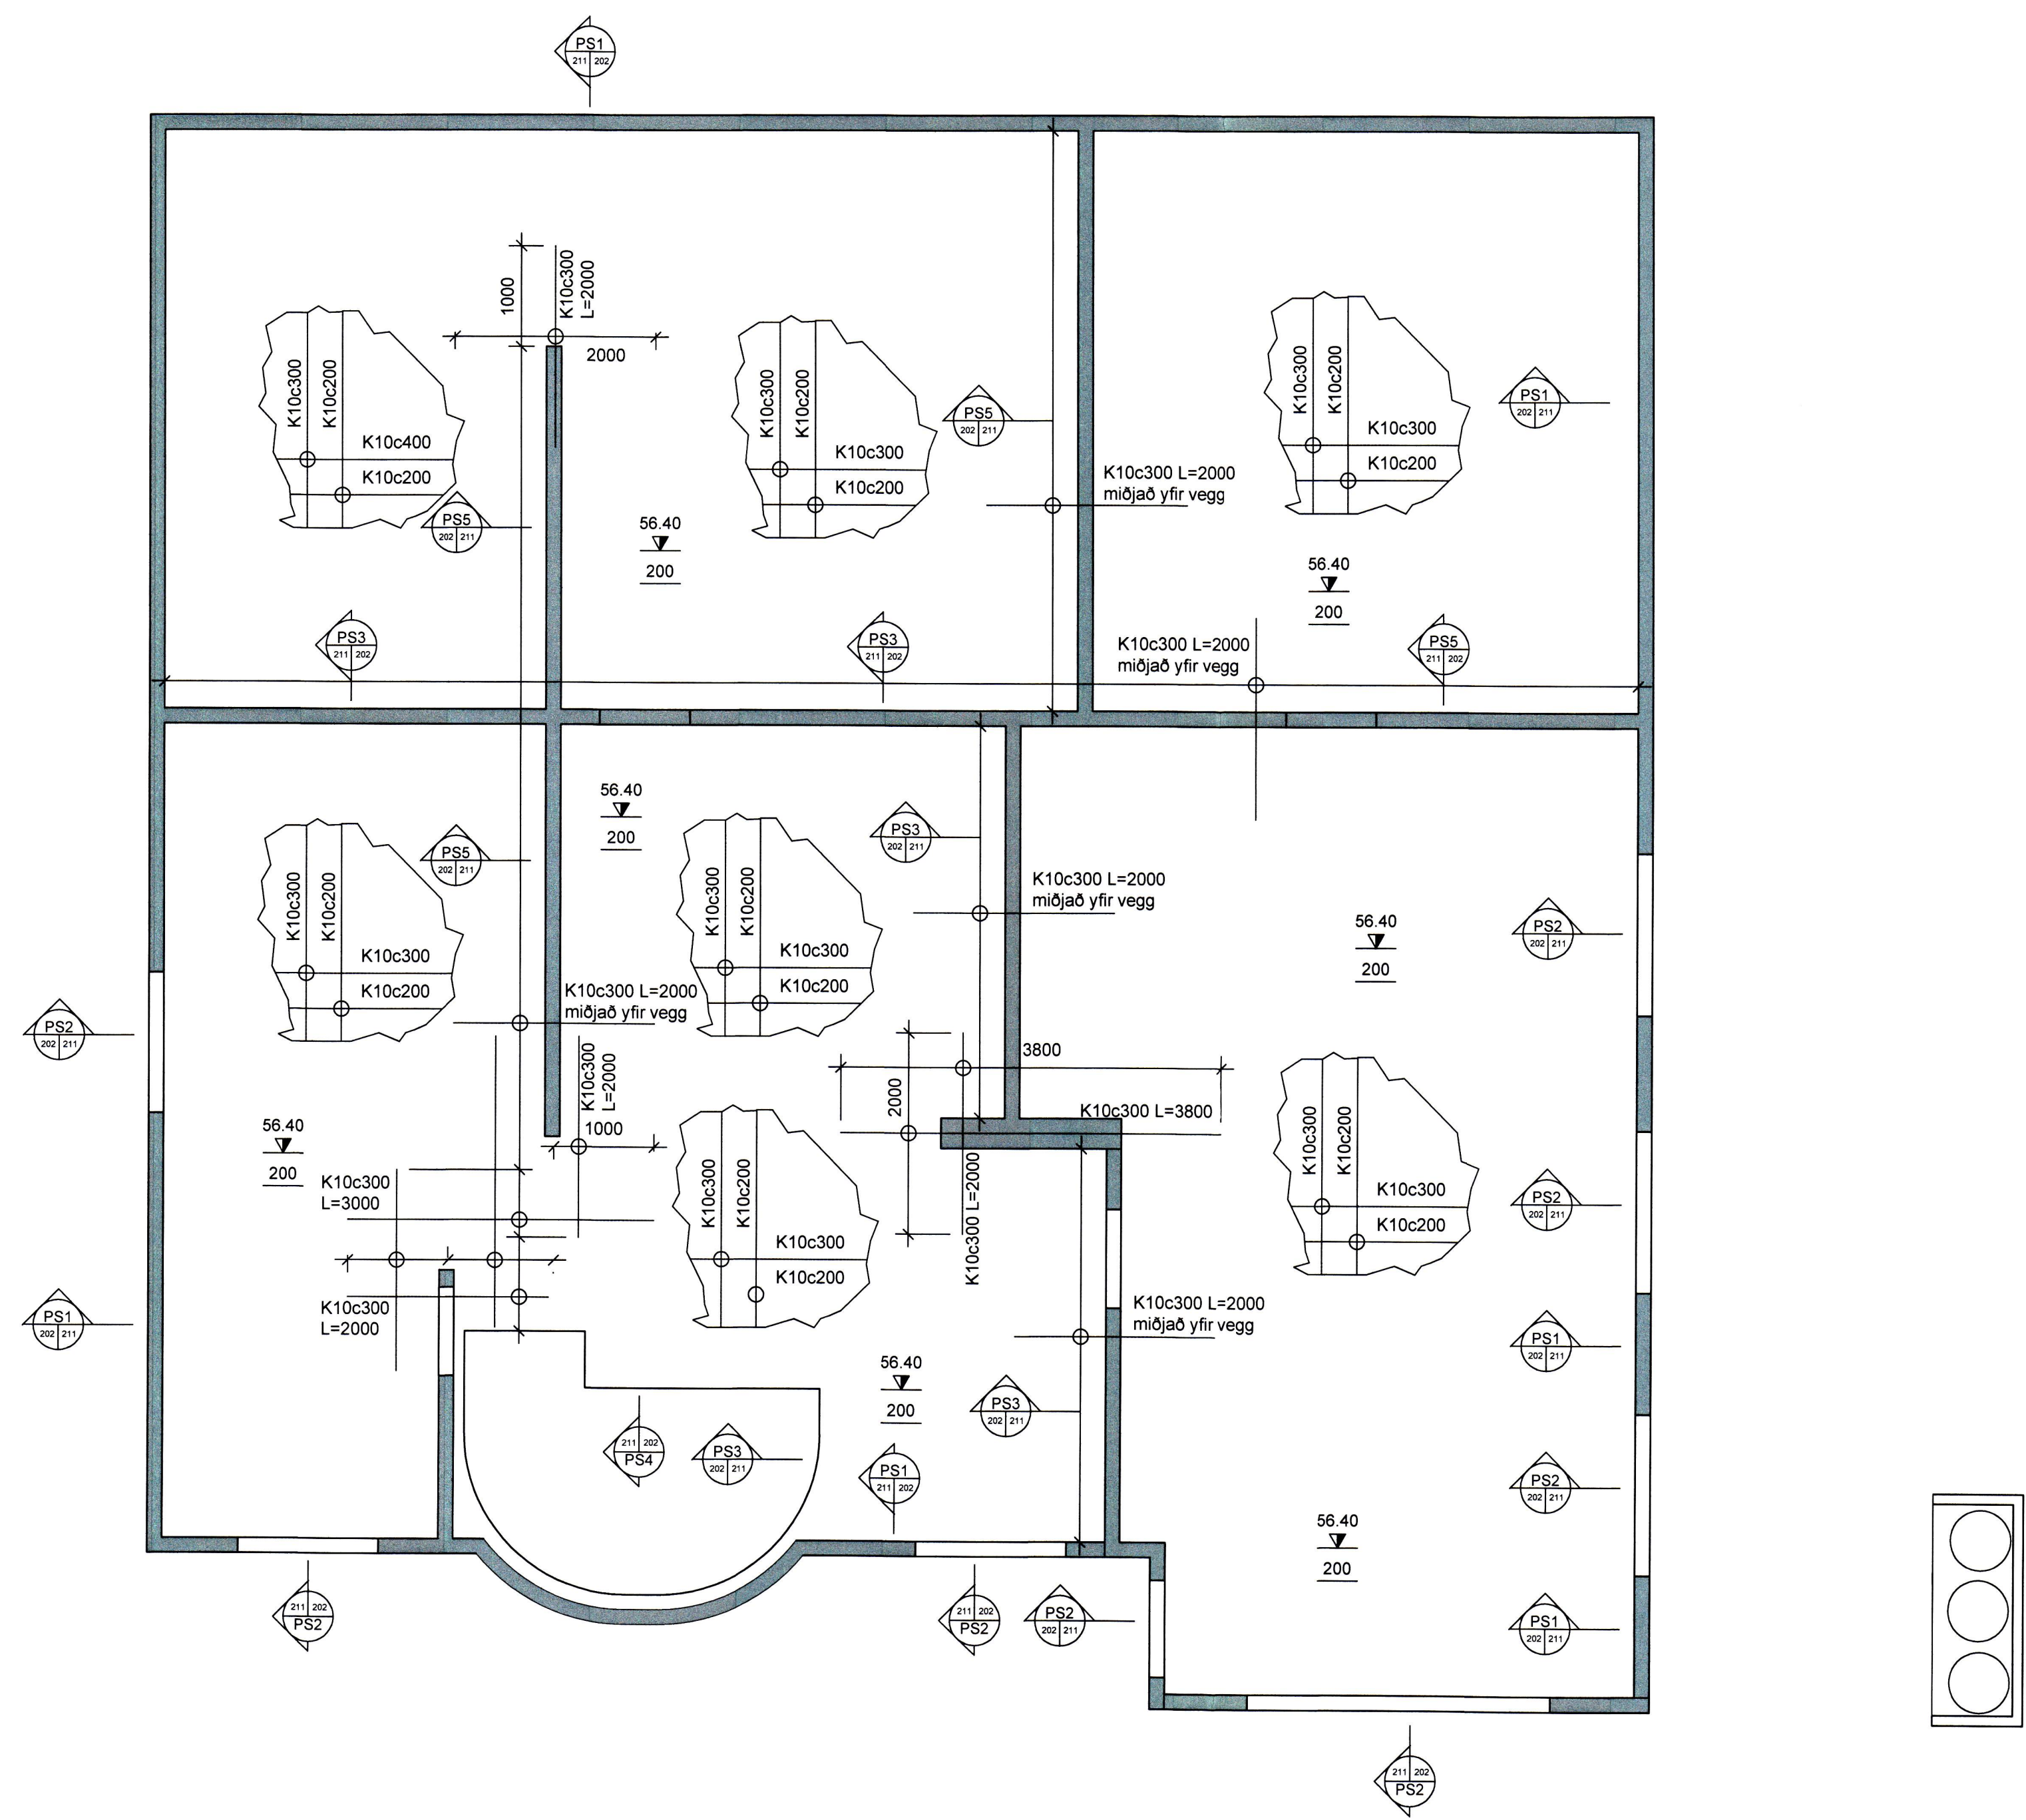 PS1
211 202
1000
K10c300
L=2000
2000
K10c300
K10c200
K10c400
K10c200
K10c300
K10c200
K10c300
K10c200
K10c300
K10c200
K10c300
K10c200
PS1
202 211
PS5
202 211
PS5
202 211
K10c300 L=2000
miðjað yfir vegg
56.40
200
56.40
200
PS3
211 202
PS3
211 202
K10c300 L=2000
miðjað yfir vegg
PS5
211 202
56.40
200
PS5
202 211
PS3
202 211
K10c300
K10c200
K10c300
K10c200
K10c300
K10c200
K10c300
K10c200
K10c300 L=2000
miðjað yfir vegg
56.40
200
PS2
202 211
PS2
202 211
K10c300 L=2000
miðjað yfir vegg
K10c300
L=2000
1000
3800
2000
K10c300 L=3800
K10c300 L=2000
56.40
200
K10c300
L=3000
K10c300
L=2000
K10c300
K10c200
K10c300
K10c200
K10c300
K10c200
K10c300
K10c200
PS2
202 211
PS1
202 211
K10c300 L=2000
miðjað yfir vegg
PS1
202 211
56.40
200
PS3
202 211
211 202
PS4
PS3
202 211
PS1
211 202
PS2
202 211
56.40
200
211 202
PS2
211 202
PS2
PS2
202 211
PS1
202 211
211 202
PS2